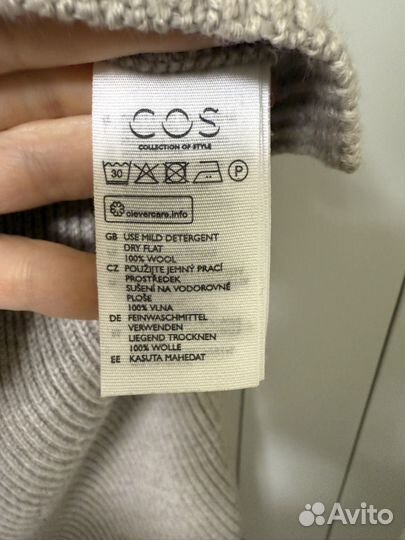 COS
COLLECTION OF STYLE
30
P
clevercare.info
GB USE MILD DETERGENT
DRY FLAT
100% WOOL
CZ POUŽIJTE JEMNÝ PRACÍ
PROSTŘEDEK
SUŠENÍ NA VODOROVNÉ
PLOŠE
100% VLNA
DE FEINWASCHMITTEL
VERWENDEN
LIEGEND TROCKNEN
100% WOLLE
EE KASUTA MAHEDAT
Avito